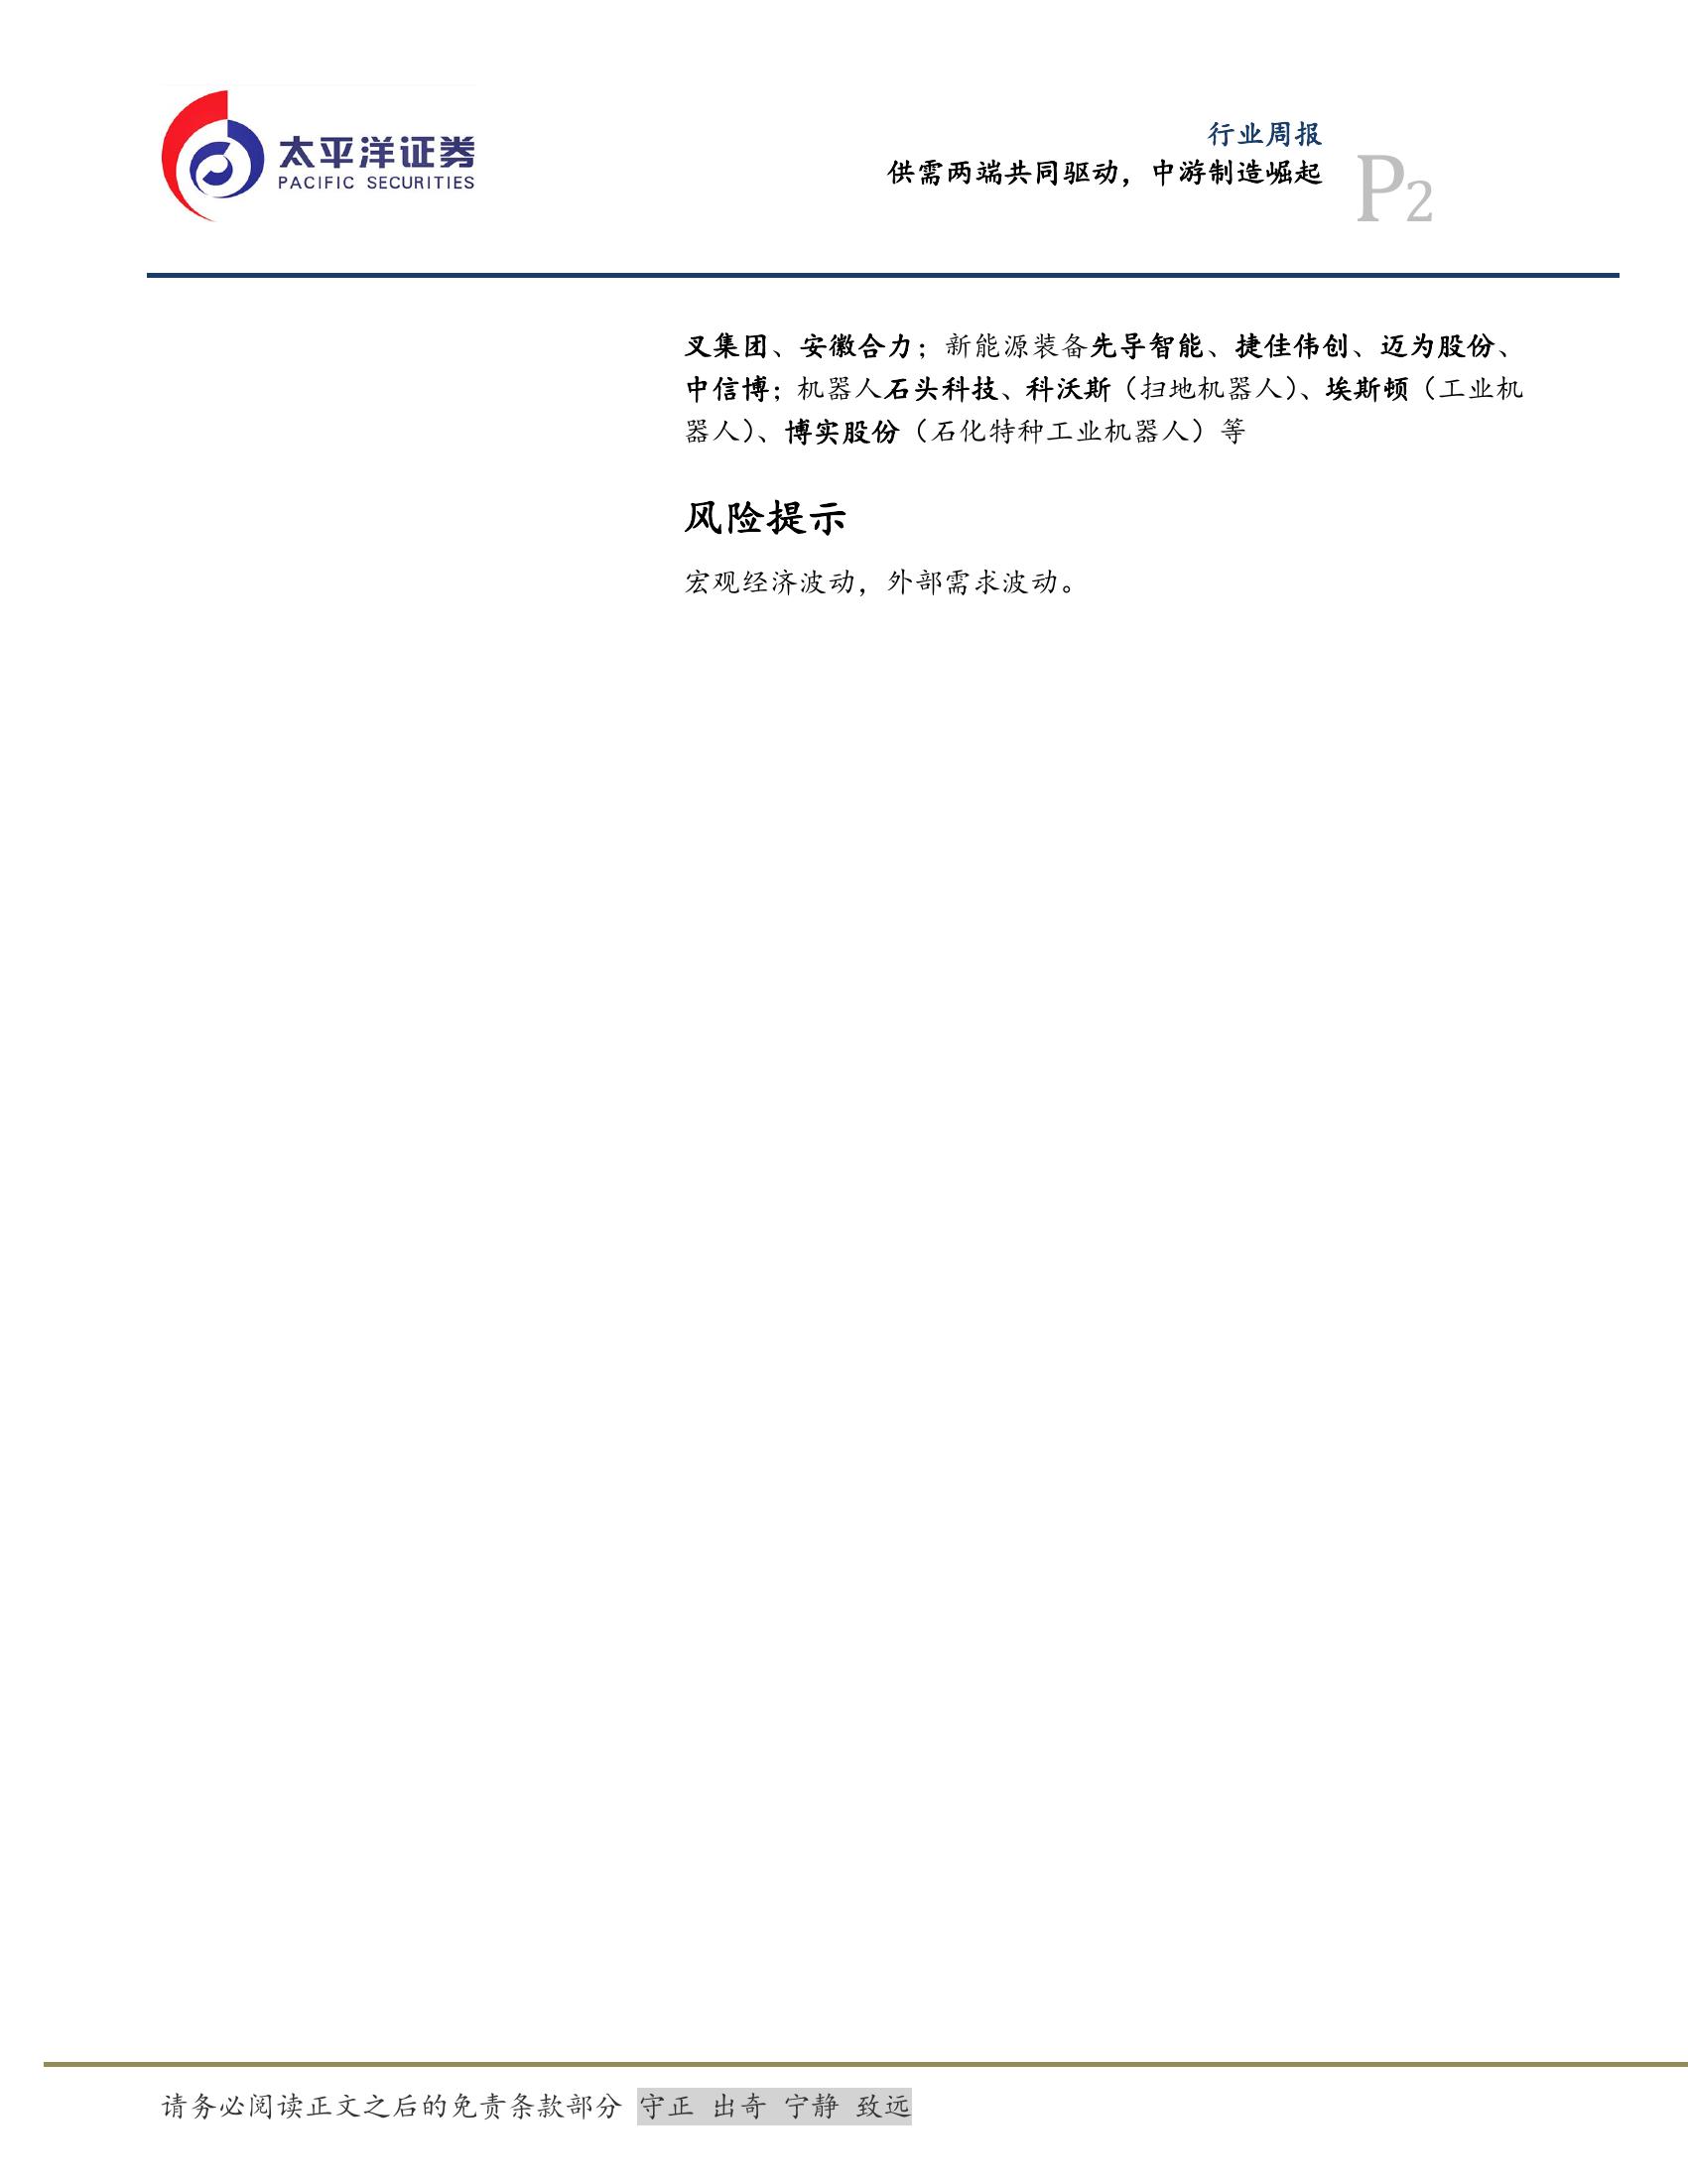 太平洋证券
PACIFIC SECURITIES
行业周报
供需两端共同驱动，中游制造崛起
P2
叉集团、安徽合力；新能源装备先导智能、捷佳伟创、迈为股份、
中信博；机器人石头科技、科沃斯（扫地机器人）、埃斯顿（工业机
器人）、博实股份（石化特种工业机器人）等
风险提示
宏观经济波动，外部需求波动。
请务必阅读正文之后的免责条款部分 守正 出奇 宁静 致远